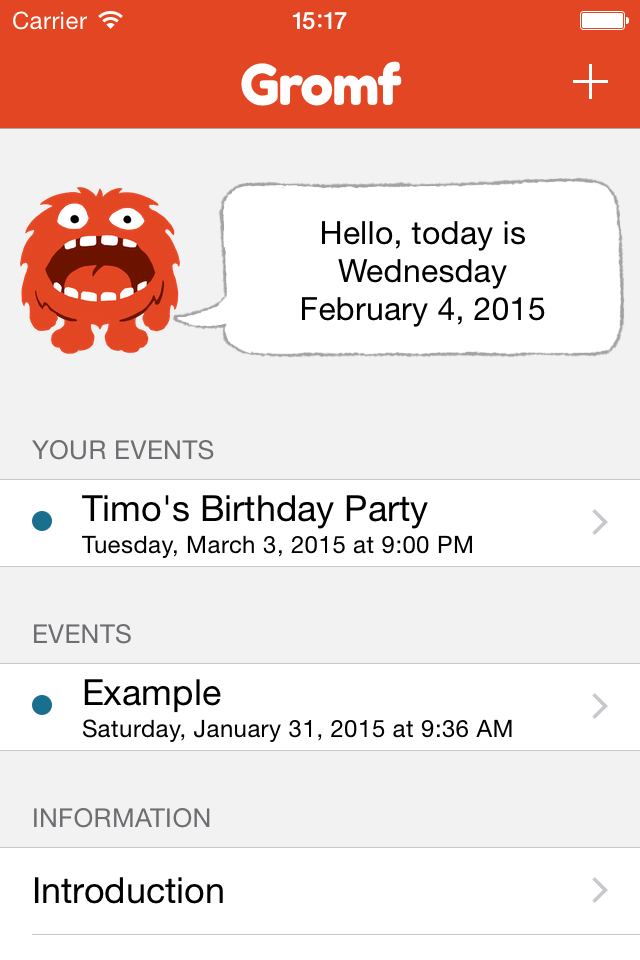 Carrier 15:17
Gromf
Hello, today is
Wednesday
February 4, 2015
YOUR EVENTS
Timo's Birthday Party
Tuesday, March 3, 2015 at 9:00 PM
EVENTS
Example
Saturday, January 31, 2015 at 9:36 AM
INFORMATION
Introduction